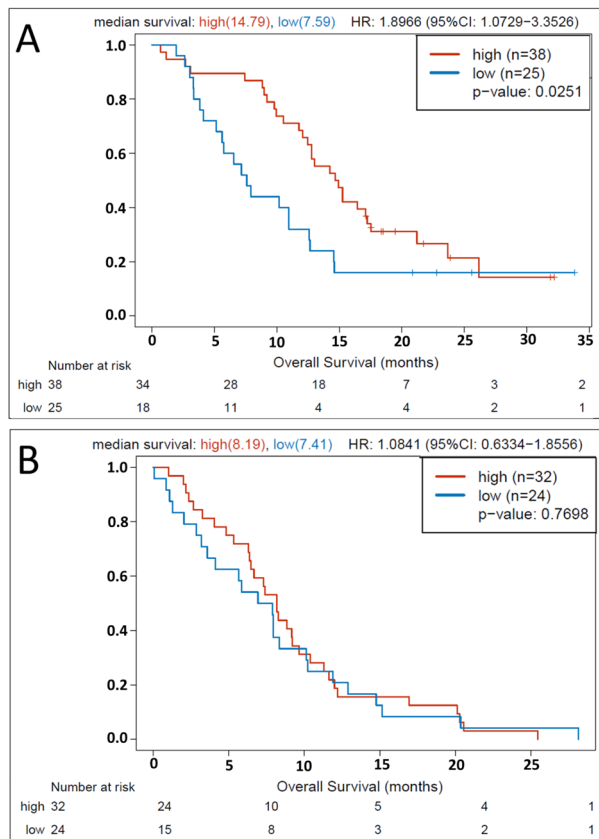 A
median survival: high(14.79), low(7.59) HR: 1.8966 (95%CI: 1.0729−3.3526)
high (n=38)
low (n=25)
p−value: 0.0251
1.0
0.8
0.6
0.4
0.2
0.0
0 5 10 15 20 25 30 35
Overall Survival (months)
Number at risk
high 38 34 28 18 7 3 2
low 25 18 11 4 4 2 1
B
median survival: high(8.19), low(7.41) HR: 1.0841 (95%CI: 0.6334−1.8556)
high (n=32)
low (n=24)
p−value: 0.7698
1.0
0.8
0.6
0.4
0.2
0.0
0 5 10 15 20 25
Overall Survival (months)
Number at risk
high 32 24 10 5 4 1
low 24 15 8 3 2 1